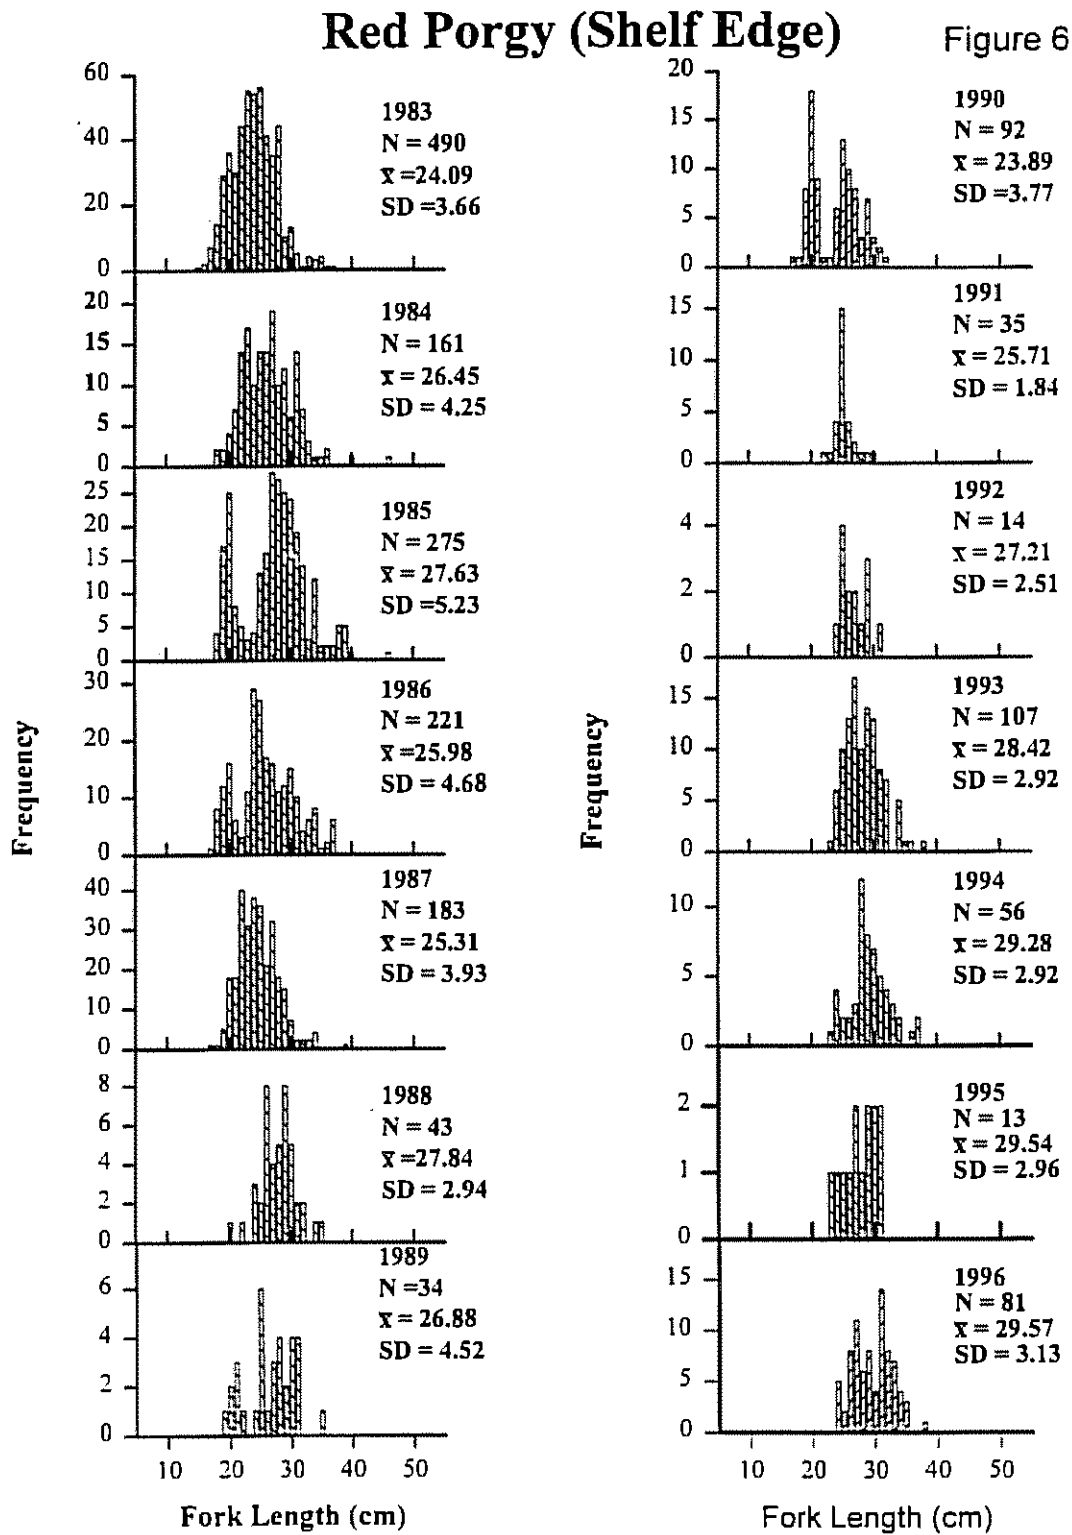 Red Porgy (Shelf Edge)
Figure 6
60
40
20
0
1983
N = 490
x̄ =24.09
SD =3.66
20
15
10
5
0
1984
N = 161
x̄ = 26.45
SD = 4.25
25
20
15
10
5
0
1985
N = 275
x̄ = 27.63
SD =5.23
30
20
10
0
1986
N = 221
x̄ =25.98
SD = 4.68
40
30
20
10
0
1987
N = 183
x̄ = 25.31
SD = 3.93
8
6
4
2
0
1988
N = 43
x̄ =27.84
SD = 2.94
6
4
2
0
1989
N =34
x̄ = 26.88
SD = 4.52
10 20 30 40 50
Fork Length (cm)
Frequency
20
15
10
5
0
1990
N = 92
x̄ = 23.89
SD =3.77
15
10
5
0
1991
N = 35
x̄ = 25.71
SD = 1.84
4
2
0
1992
N = 14
x̄ = 27.21
SD = 2.51
15
10
5
0
1993
N = 107
x̄ = 28.42
SD = 2.92
10
5
0
1994
N = 56
x̄ = 29.28
SD = 2.92
2
1
0
1995
N = 13
x̄ = 29.54
SD = 2.96
15
10
5
0
1996
N = 81
x̄ = 29.57
SD = 3.13
10 20 30 40 50
Fork Length (cm)
Frequency